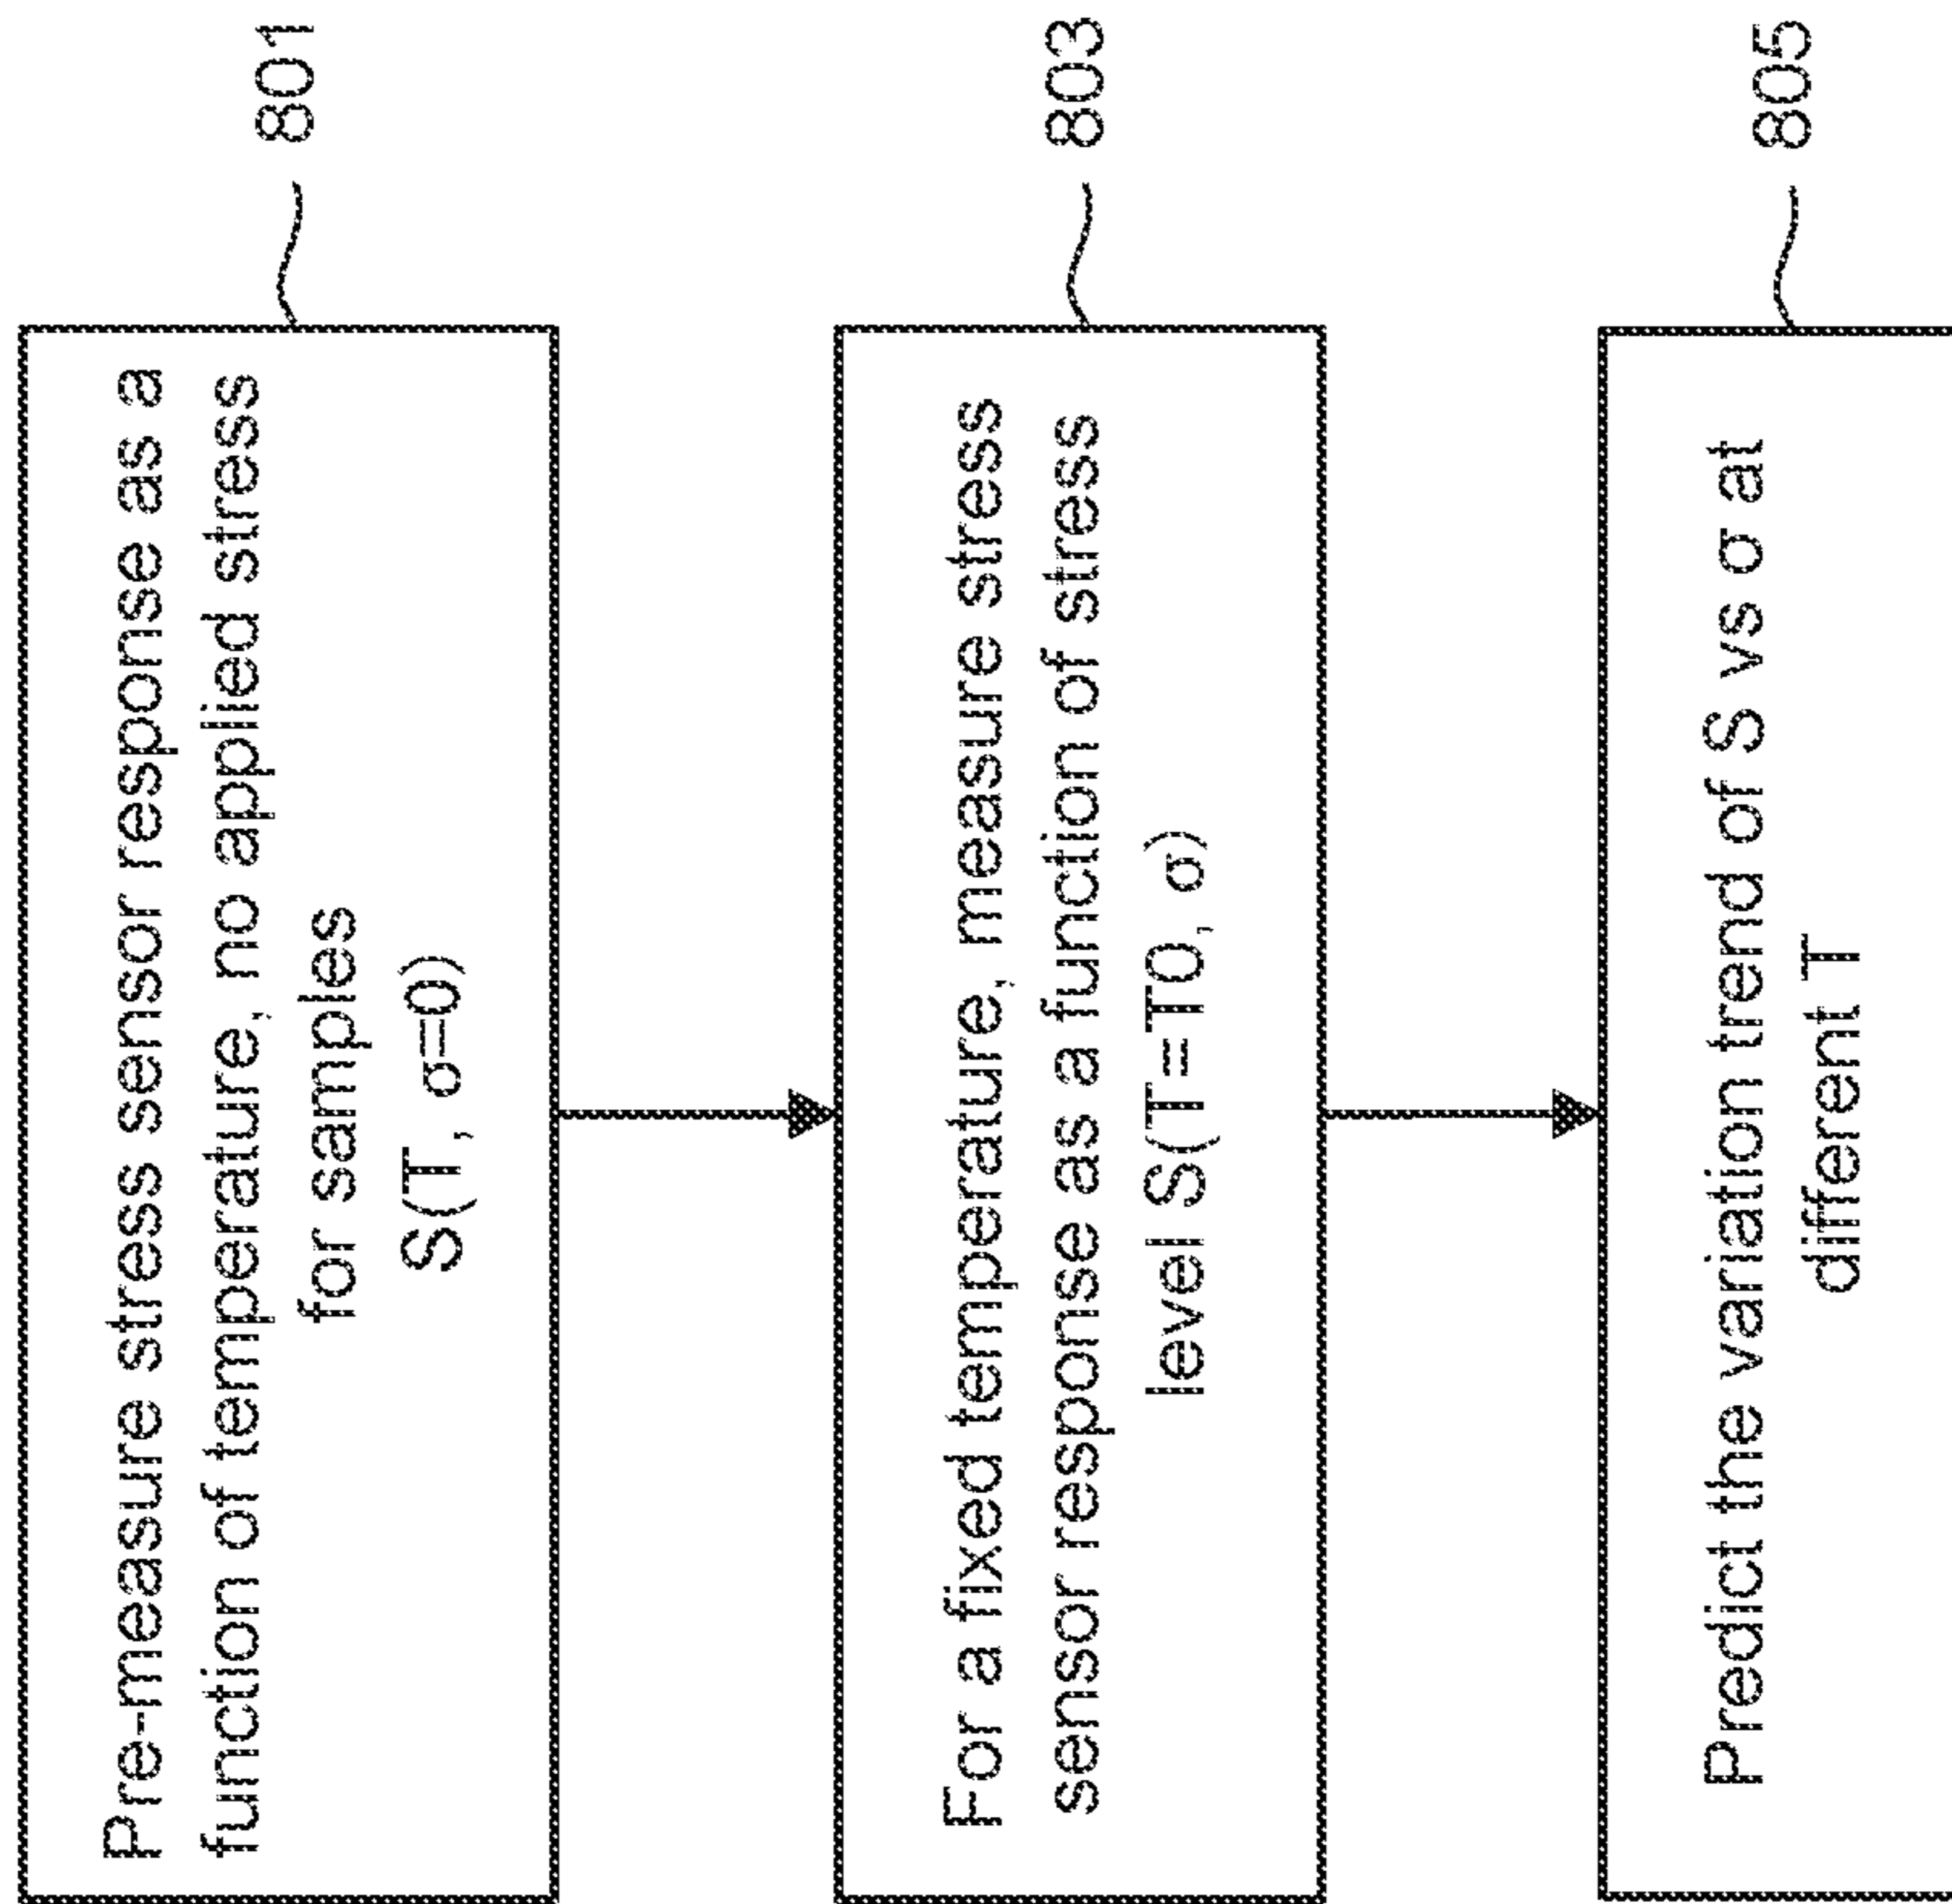 Pre-measure stress sensor response as a
function of temperature, no applied stress
for samples
S(T, σ=0)
801
For a fixed temperature, measure stress
sensor response as a function of stress
level S(T=T0, σ)
803
Predict the variation trend of S vs σ at
different T
805